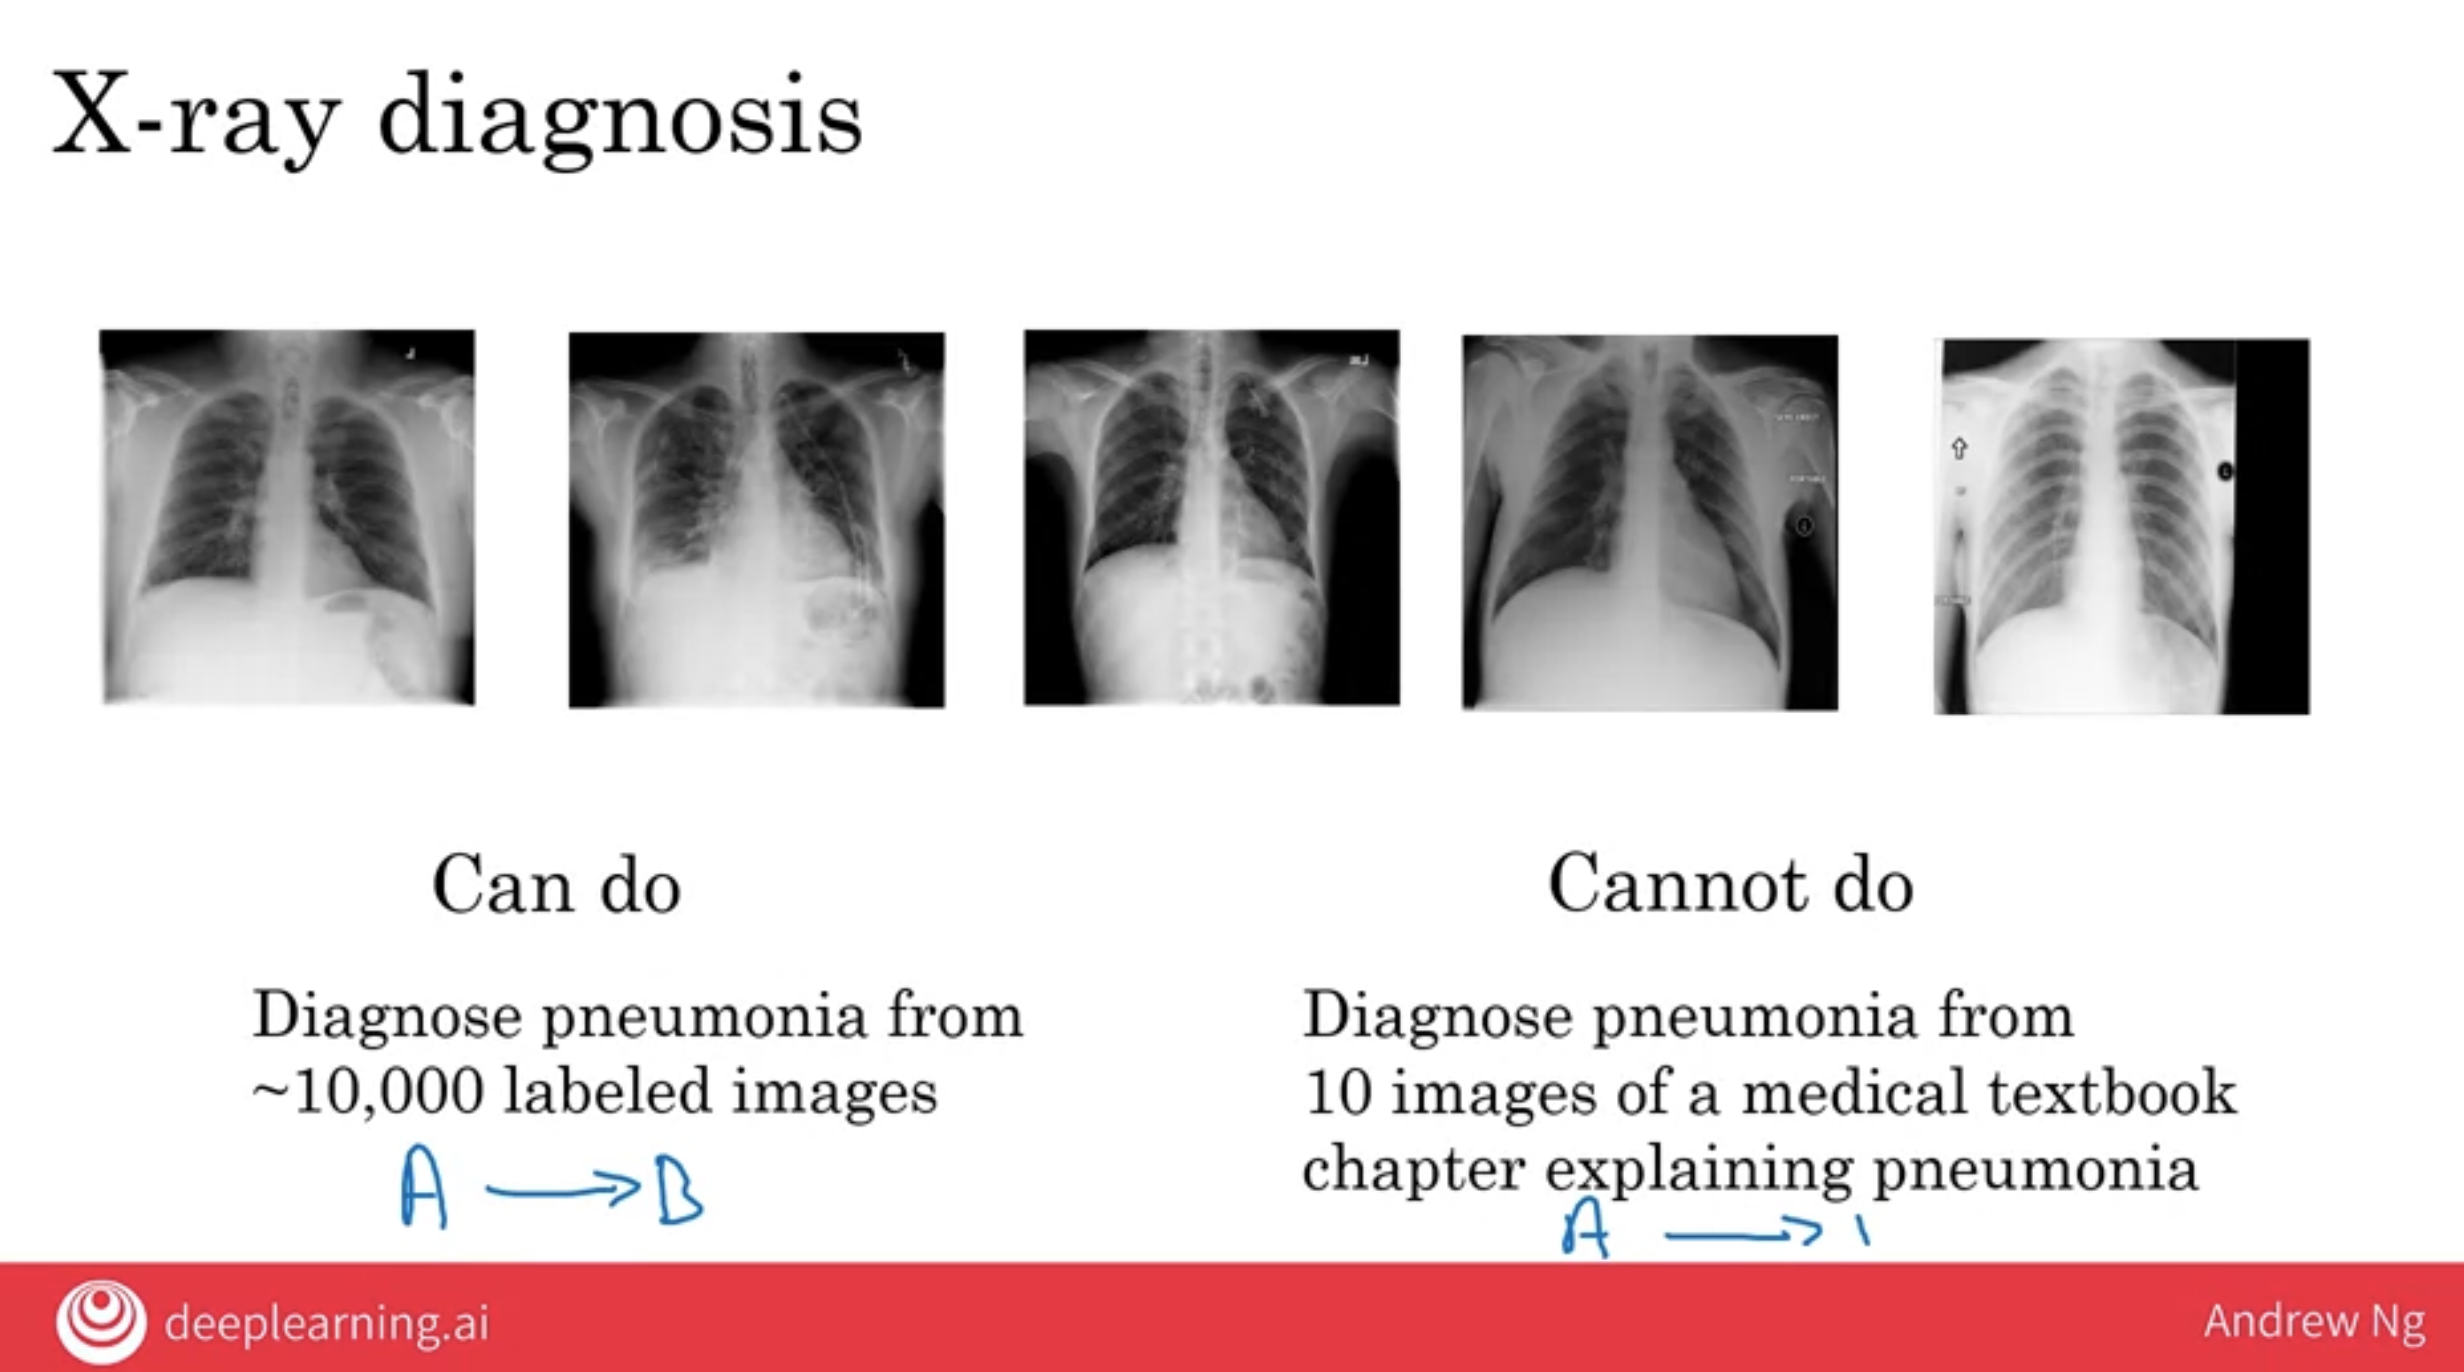 X-ray diagnosis
Can do
Cannot do
Diagnose pneumonia from
~10,000 labeled images
A → B
Diagnose pneumonia from
10 images of a medical textbook
chapter explaining pneumonia
A →
deeplearning.ai
Andrew Ng